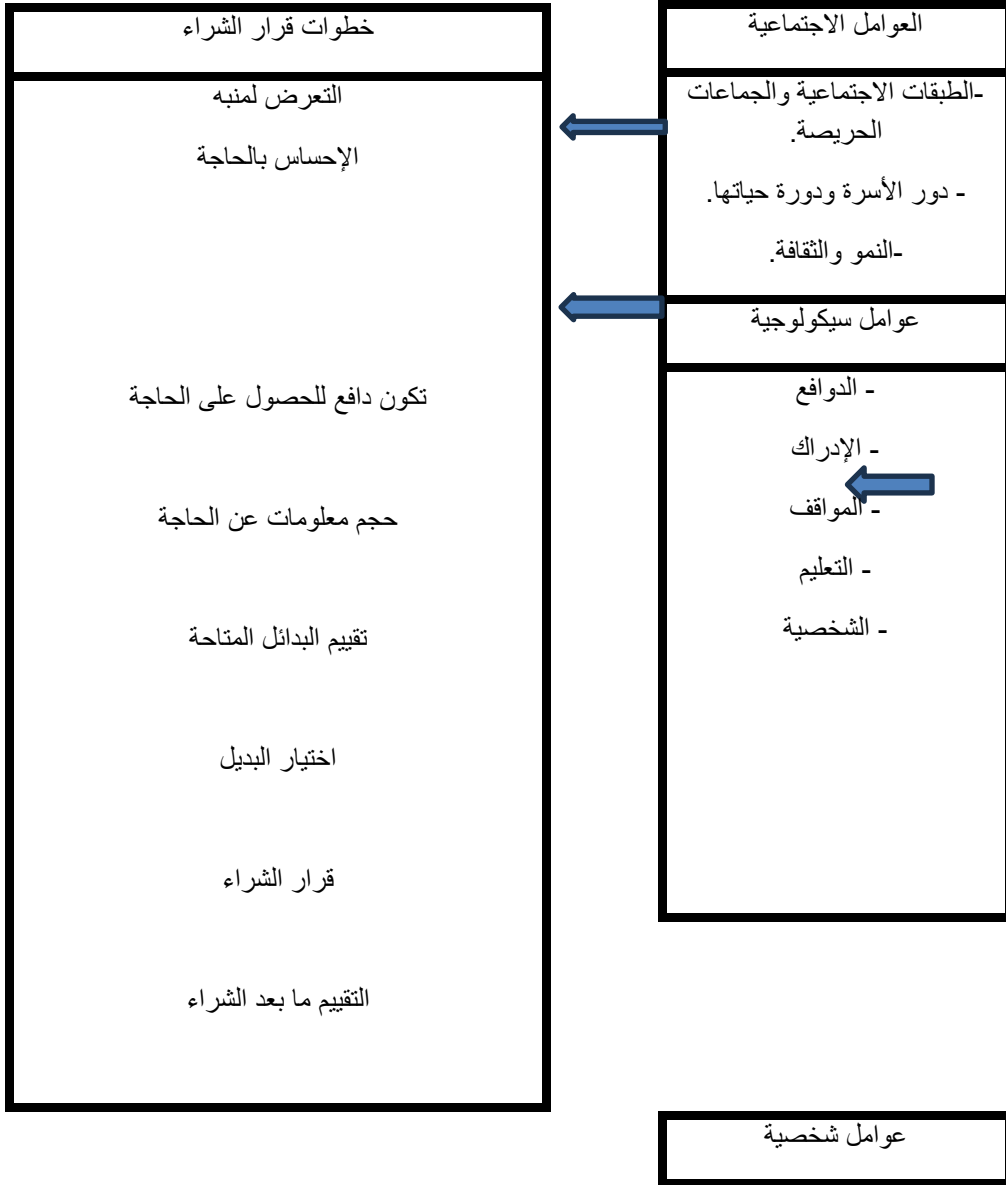 العوامل الاجتماعية
-الطبقات الاجتماعية والجماعات
الحريصة.
- دور الأسرة ودورة حياتها.
-النمو والثقافة.
عوامل سيكولوجية
- الدوافع
- الإدراك
- المواقف
- التعليم
- الشخصية
عوامل شخصية
خطوات قرار الشراء
التعرض لمنبه
الإحساس بالحاجة
تكون دافع للحصول على الحاجة
حجم معلومات عن الحاجة
تقييم البدائل المتاحة
اختيار البديل
قرار الشراء
التقييم ما بعد الشراء